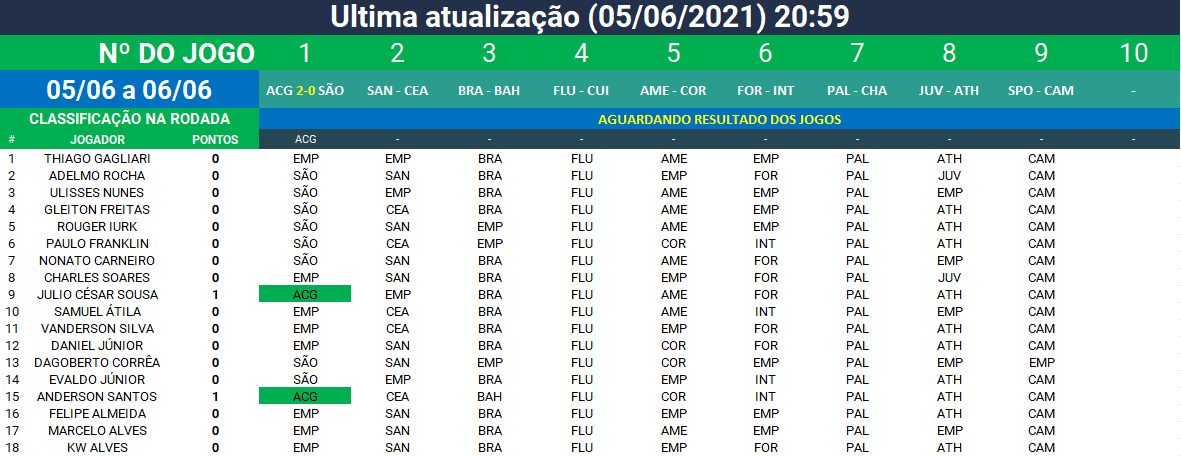 Ultima atualização (05/06/2021) 20:59
Nº DO JOGO 1 2 3 4 5 6 7 8 9 10
05/06 a 06/06 ACG 2-0 SÃO SAN - CEA BRA - BAH FLU - CUI AME - COR FOR - INT PAL - CHA JUV - ATH SPO - CAM -
CLASSIFICAÇÃO NA RODADA AGUARDANDO RESULTADO DOS JOGOS
# JOGADOR PONTOS ACG - - - - - - - - -
1 THIAGO GAGLIARI 0 EMP EMP BRA FLU AME EMP PAL ATH CAM
2 ADELMO ROCHA 0 SÃO SAN BRA FLU EMP FOR PAL JUV CAM
3 ULISSES NUNES 0 SÃO EMP BRA FLU AME EMP PAL EMP CAM
4 GLEITON FREITAS 0 SÃO CEA BRA FLU AME EMP PAL ATH CAM
5 ROUGER IURK 0 SÃO SAN EMP FLU AME EMP PAL ATH CAM
6 PAULO FRANKLIN 0 SÃO CEA EMP FLU COR INT PAL ATH CAM
7 NONATO CARNEIRO 0 SÃO SAN BRA FLU AME FOR PAL EMP CAM
8 CHARLES SOARES 0 EMP SAN BRA FLU EMP FOR PAL JUV CAM
9 JULIO CÉSAR SOUSA 1 ACG EMP BRA FLU AME FOR PAL ATH CAM
10 SAMUEL ÁTILA 0 EMP CEA BRA FLU AME INT PAL EMP CAM
11 VANDERSON SILVA 0 EMP CEA BRA FLU EMP FOR PAL ATH CAM
12 DANIEL JÚNIOR 0 EMP SAN BRA FLU COR FOR PAL ATH CAM
13 DAGOBERTO CORRÊA 0 SÃO SAN EMP FLU COR EMP PAL EMP EMP
14 EVALDO JÚNIOR 0 SÃO EMP BRA FLU EMP INT PAL ATH CAM
15 ANDERSON SANTOS 1 ACG CEA BAH FLU COR INT PAL ATH CAM
16 FELIPE ALMEIDA 0 EMP SAN BRA FLU EMP EMP PAL ATH CAM
17 MARCELO ALVES 0 EMP SAN BRA FLU AME EMP PAL EMP CAM
18 KW ALVES 0 EMP SAN BRA FLU EMP FOR PAL ATH CAM